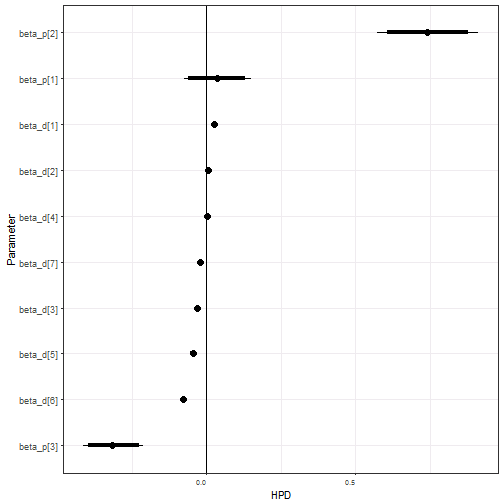 beta_p[2]
beta_p[1]
beta_d[1]
beta_d[2]
beta_d[4]
beta_d[7]
beta_d[3]
beta_d[5]
beta_d[6]
beta_p[3]
Parameter
0.0
0.5
HPD